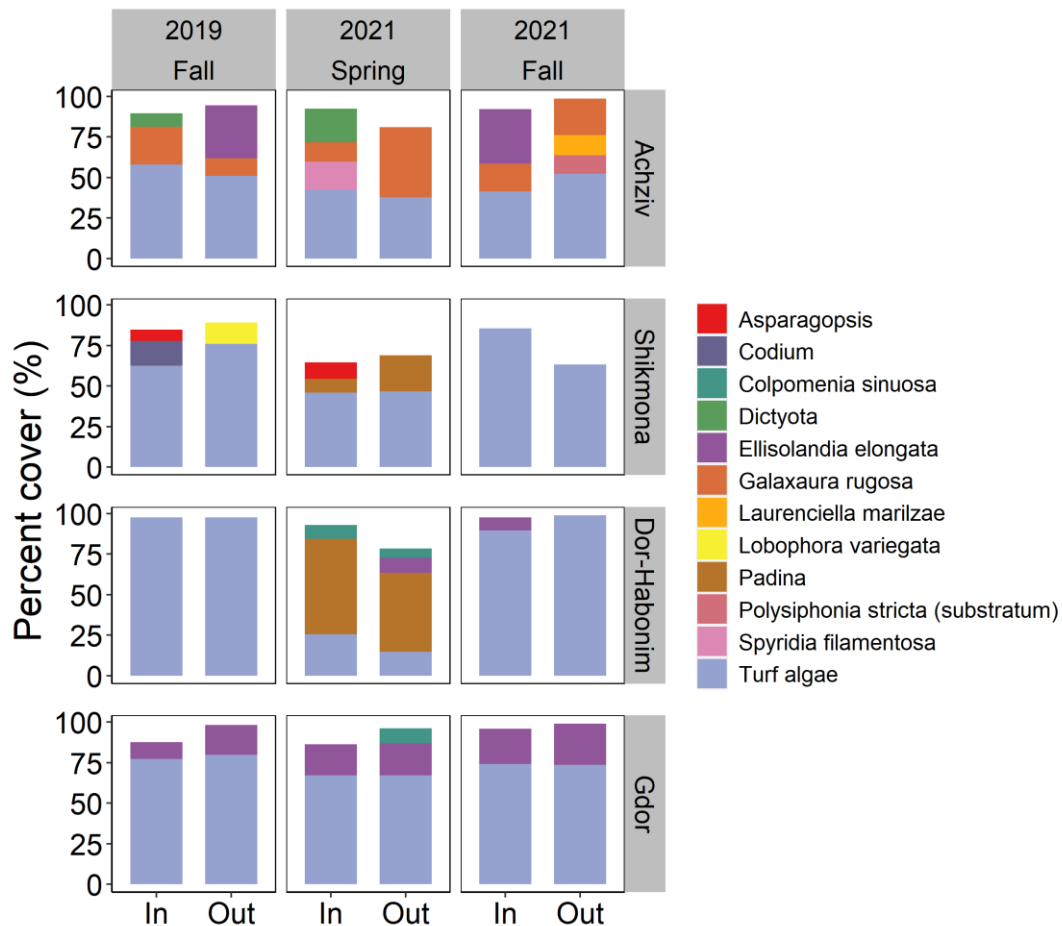 2019
Fall
2021
Spring
2021
Fall
Percent cover (%)
100
75
50
25
0
Achziv
100
75
50
25
0
Shikmona
100
75
50
25
0
Dor-Habonim
100
75
50
25
0
Gdor
In Out
In Out
In Out
Asparagopsis
Codium
Colpomenia sinuosa
Dictyota
Ellisolandia elongata
Galaxaura rugosa
Laurenciella marilzae
Lobophora variegata
Padina
Polysiphonia stricta (substratum)
Spyridia filamentosa
Turf algae